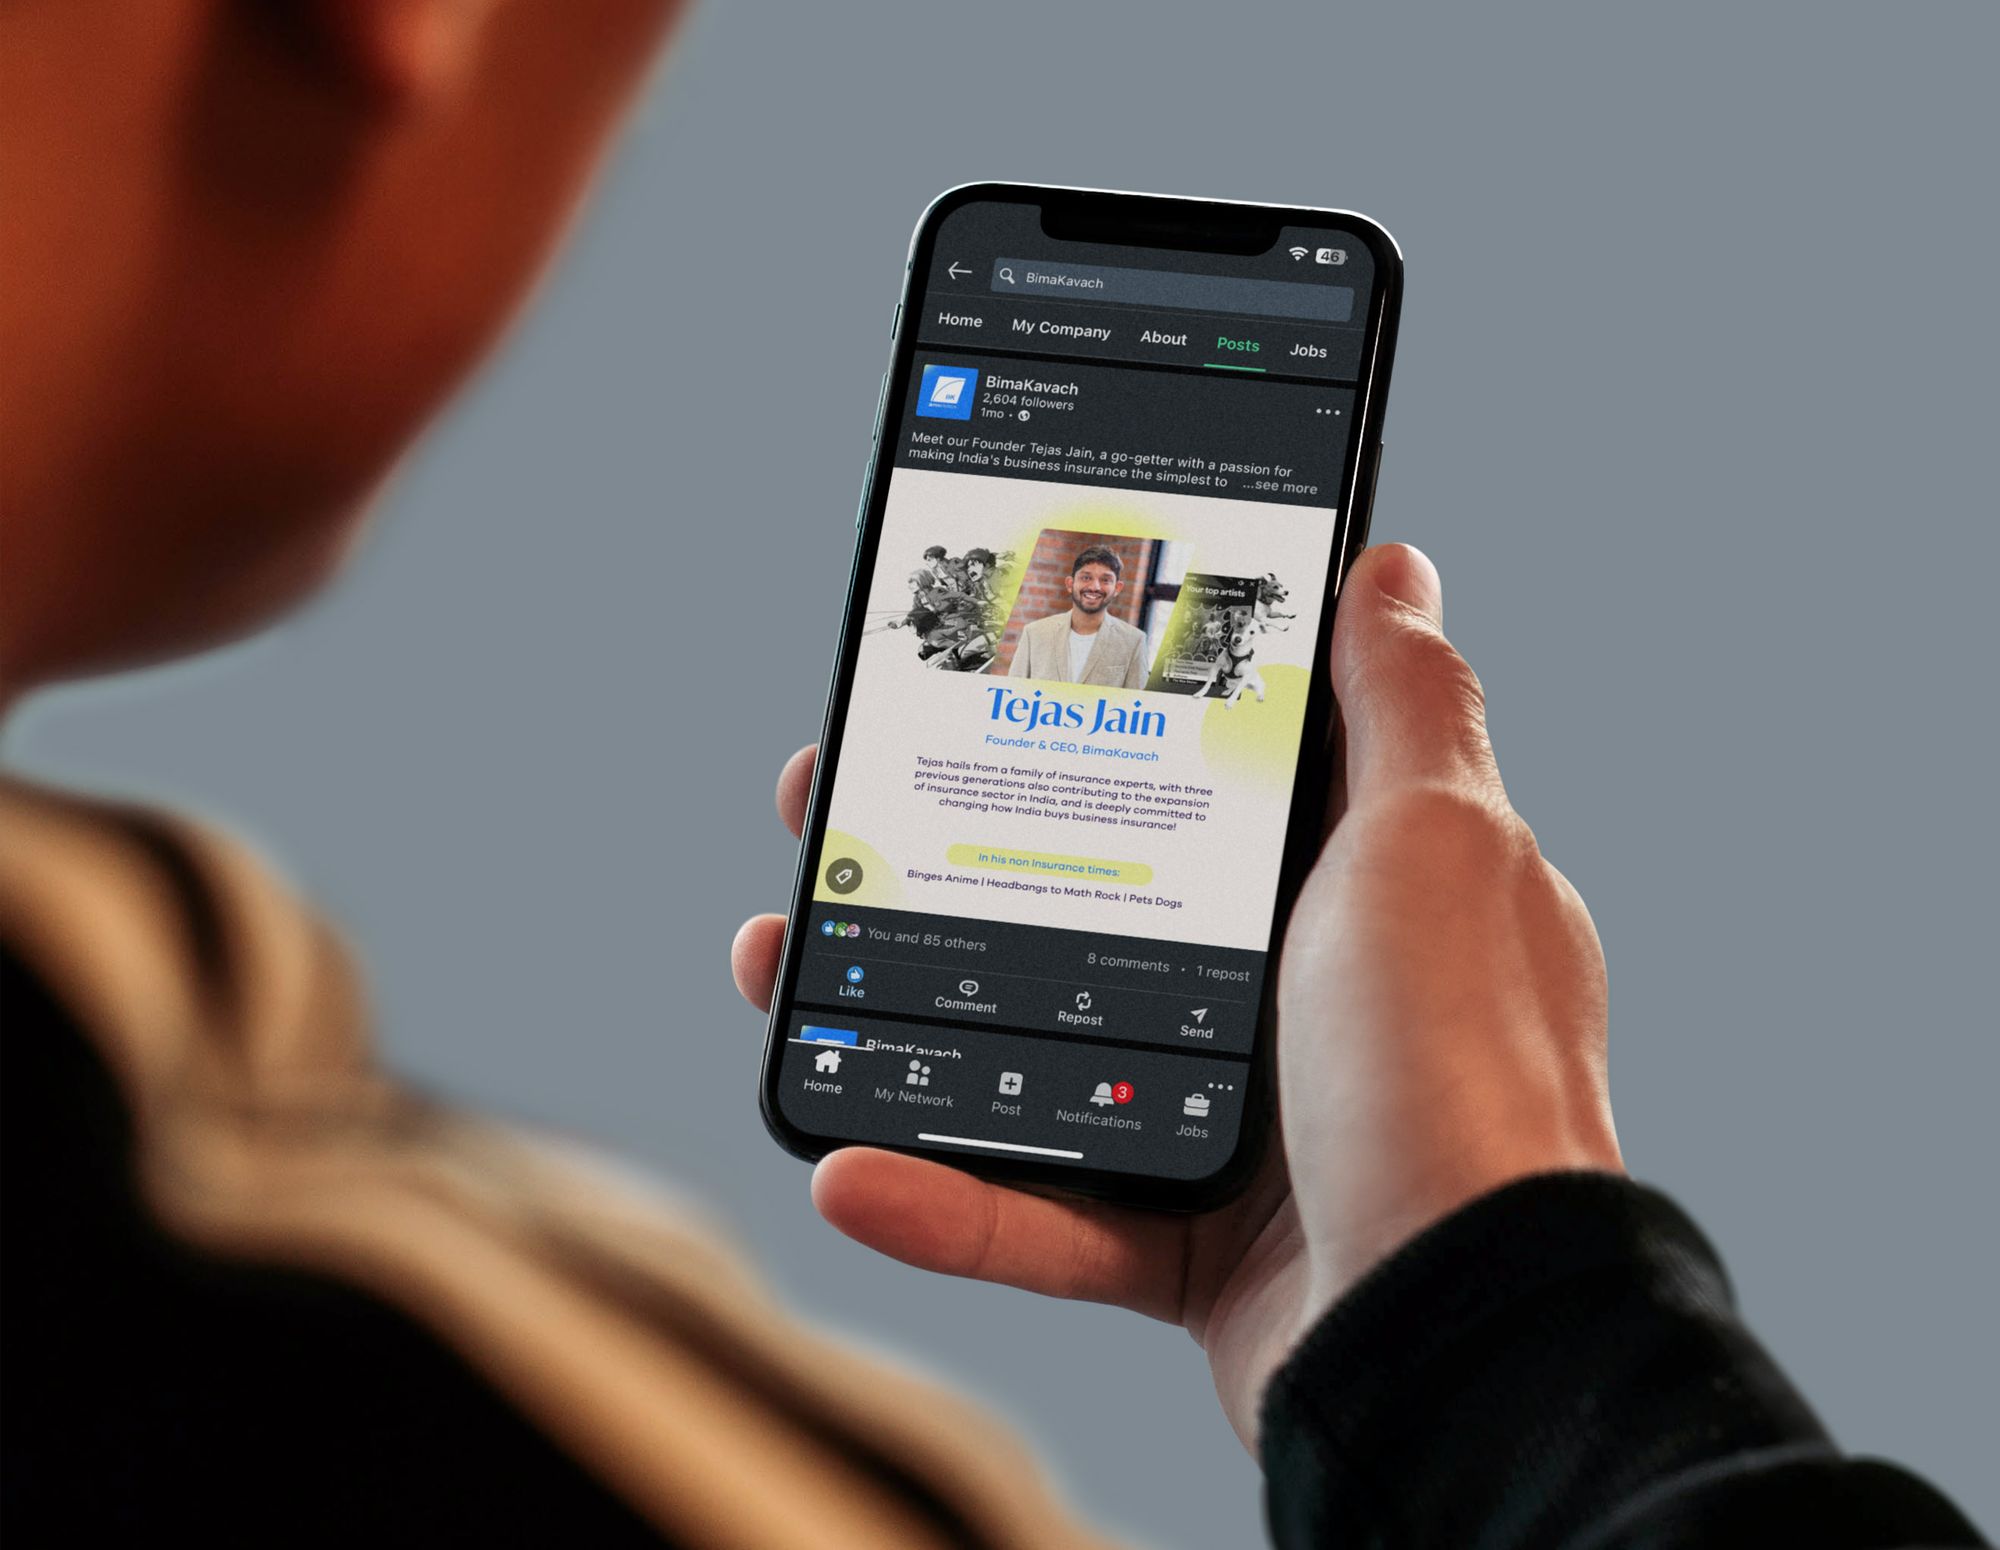 46
BimaKavach
Home My Company About Posts Jobs
BimaKavach
2,604 followers
1mo •
Meet our Founder Tejas Jain, a go-getter with a passion for
making India's business insurance the simplest to ...see more
Your top artists
Tejas Jain
Founder & CEO, BimaKavach
Tejas hails from a family of insurance experts, with three
previous generations also contributing to the expansion
of insurance sector in India, and is deeply committed to
changing how India buys business insurance!
In his non Insurance times:
Binges Anime | Headbangs to Math Rock | Pets Dogs
You and 85 others
8 comments • 1 repost
Like Comment Repost Send
BimaKavach
Home My Network Post Notifications 3 Jobs